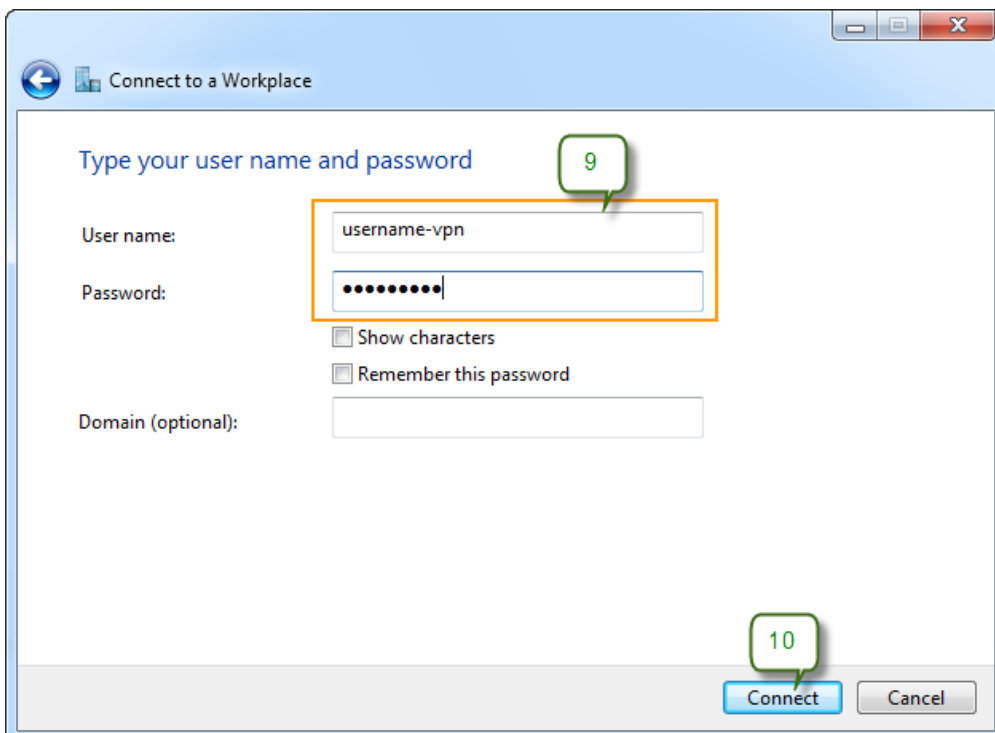 Connect to a Workplace
Type your user name and password
9
User name:
username-vpn
Password:
•••••••••
Show characters
Remember this password
Domain (optional):
10
Connect
Cancel